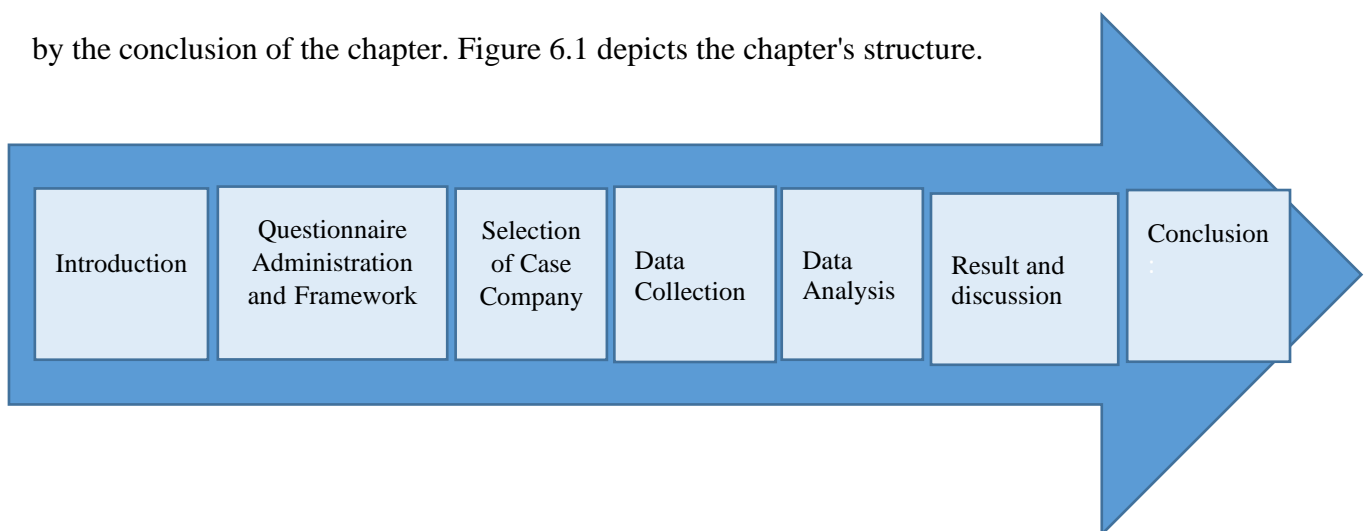 by the conclusion of the chapter. Figure 6.1 depicts the chapter's structure.
Introduction
Questionnaire
Administration
and Framework
Selection
of Case
Company
Data
Collection
Data
Analysis
Result and
discussion
Conclusion
: